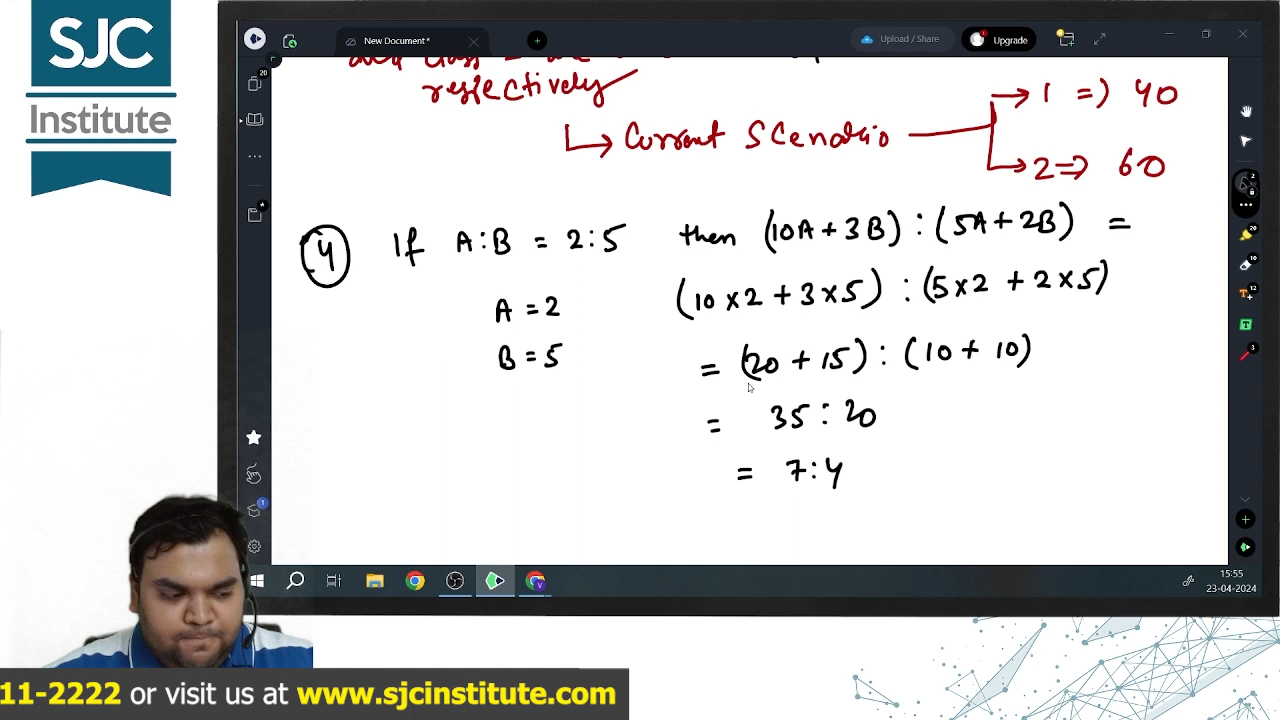 SJC
Institute
New Document*
Upload / Share
Upgrade
respectively
Current Scenario
1 => 40
2 => 60
4 If A:B = 2:5 then (10A + 3B) : (5A + 2B) =
A = 2
B = 5
(10 × 2 + 3 × 5) : (5 × 2 + 2 × 5)
= (20 + 15) : (10 + 10)
= 35 : 20
= 7 : 4
15:55
23-04-2024
11-2222 or visit us at www.sjcinstitute.com